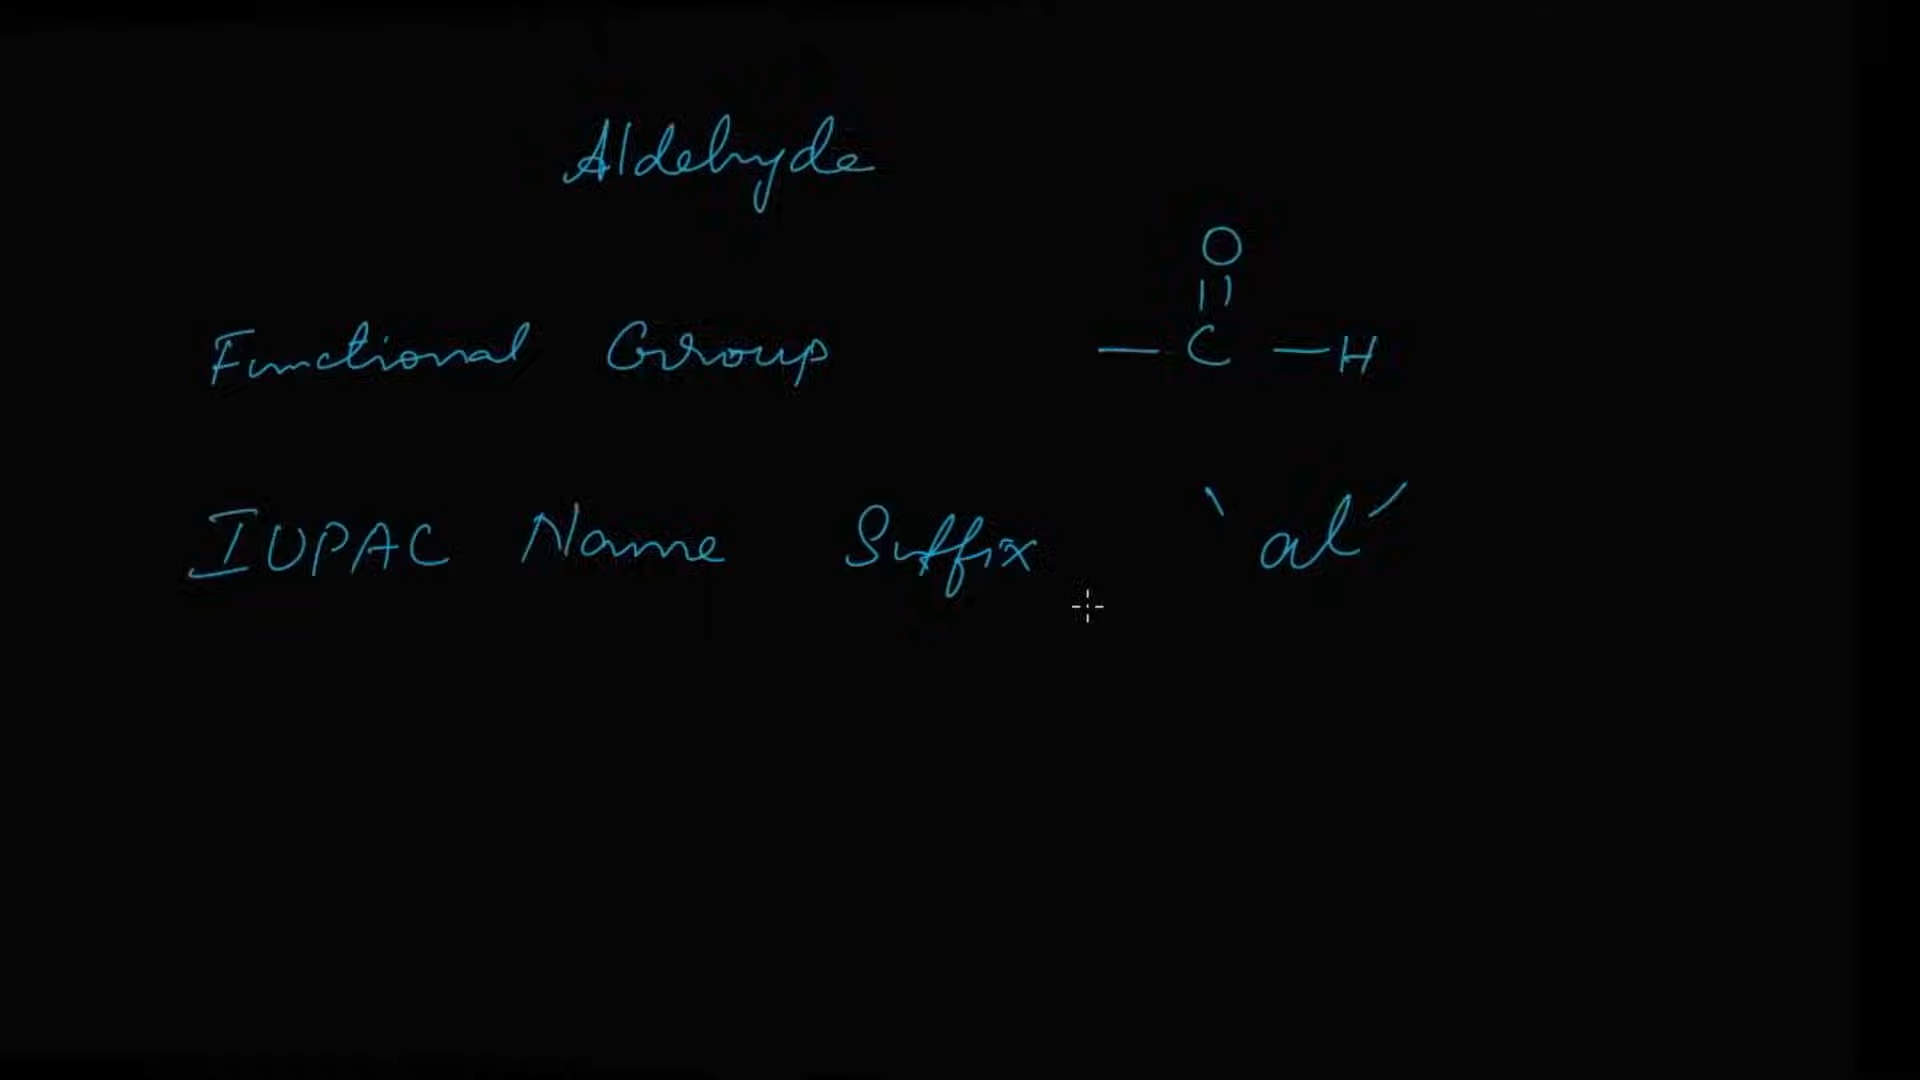 Aldehyde
O
||
Functional Group — C — H
IUPAC Name Suffix ‵al′